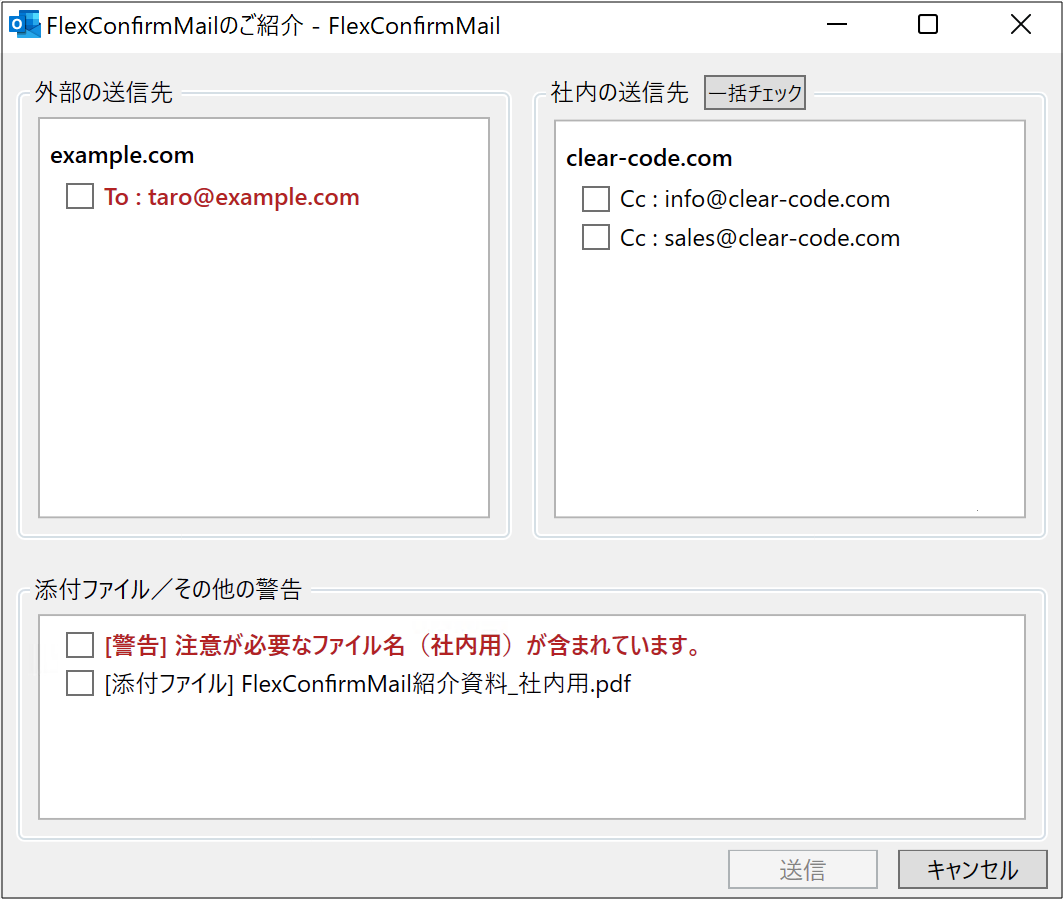 FlexConfirmMailのご紹介 - FlexConfirmMail
外部の送信先
example.com
To : taro@example.com
社内の送信先 一括チェック
clear-code.com
Cc : info@clear-code.com
Cc : sales@clear-code.com
添付ファイル／その他の警告
[警告] 注意が必要なファイル名（社内用）が含まれています。
[添付ファイル] FlexConfirmMail紹介資料_社内用.pdf
送信 キャンセル